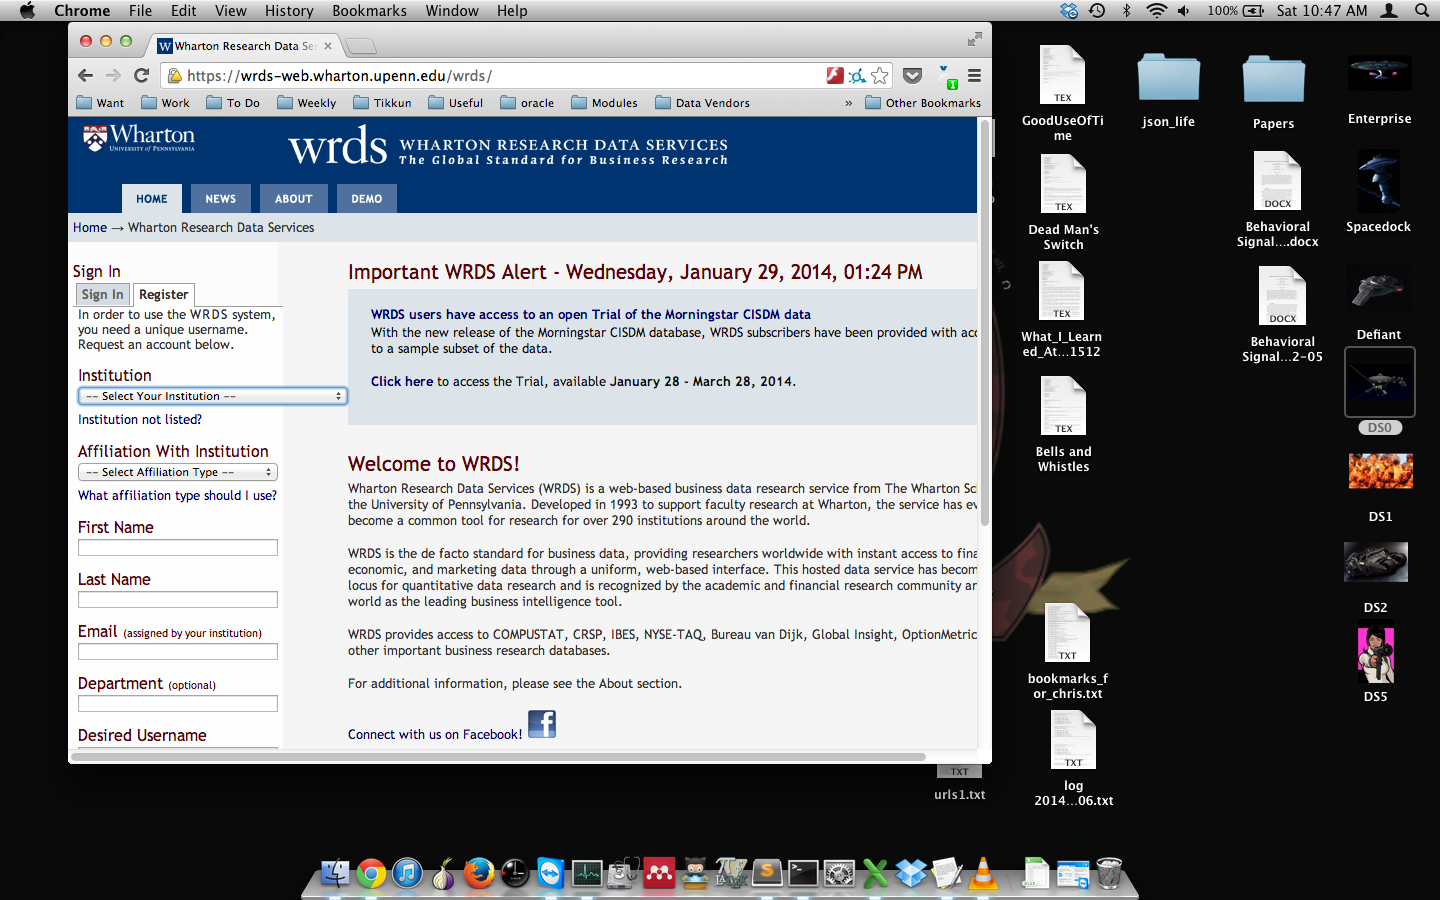 Chrome File Edit View History Bookmarks Window Help
100% Sat 10:47 AM
Wharton Research Data Ser
https://wrds-web.wharton.upenn.edu/wrds/
1
Want Work To Do Weekly Tikkun Useful oracle Modules Data Vendors » Other Bookmarks
Wharton
UNIVERSITY of PENNSYLVANIA
wrds WHARTON RESEARCH DATA SERVICES
The Global Standard for Business Research
HOME NEWS ABOUT DEMO
Home → Wharton Research Data Services
Sign In
Sign In Register
In order to use the WRDS system,
you need a unique username.
Request an account below.
Institution
-- Select Your Institution --
Institution not listed?
Affiliation With Institution
-- Select Affiliation Type --
What affiliation type should I use?
First Name
Last Name
Email (assigned by your institution)
Department (optional)
Desired Username
Important WRDS Alert - Wednesday, January 29, 2014, 01:24 PM
WRDS users have access to an open Trial of the Morningstar CISDM data
With the new release of the Morningstar CISDM database, WRDS subscribers have been provided with acc
to a sample subset of the data.
Click here to access the Trial, available January 28 - March 28, 2014.
Welcome to WRDS!
Wharton Research Data Services (WRDS) is a web-based business data research service from The Wharton Sc
the University of Pennsylvania. Developed in 1993 to support faculty research at Wharton, the service has ev
become a common tool for research for over 290 institutions around the world.
WRDS is the de facto standard for business data, providing researchers worldwide with instant access to fina
economic, and marketing data through a uniform, web-based interface. This hosted data service has becom
locus for quantitative data research and is recognized by the academic and financial research community ar
world as the leading business intelligence tool.
WRDS provides access to COMPUSTAT, CRSP, IBES, NYSE-TAQ, Bureau van Dijk, Global Insight, OptionMetric
other important business research databases.
For additional information, please see the About section.
Connect with us on Facebook!
TEX
GoodUseOfTi
me
json_life
Papers
Enterprise
TEX
Dead Man's
Switch
DOCX
Behavioral
Signal....docx
Spacedock
TEX
What_I_Learn
ed_At...1512
DOCX
Behavioral
Signal...2-05
Defiant
DS0
TEX
Bells and
Whistles
DS1
DS2
TXT
bookmarks_f
or_chris.txt
DS5
TXT
log
2014...06.txt
TXT
urls1.txt
XLSX